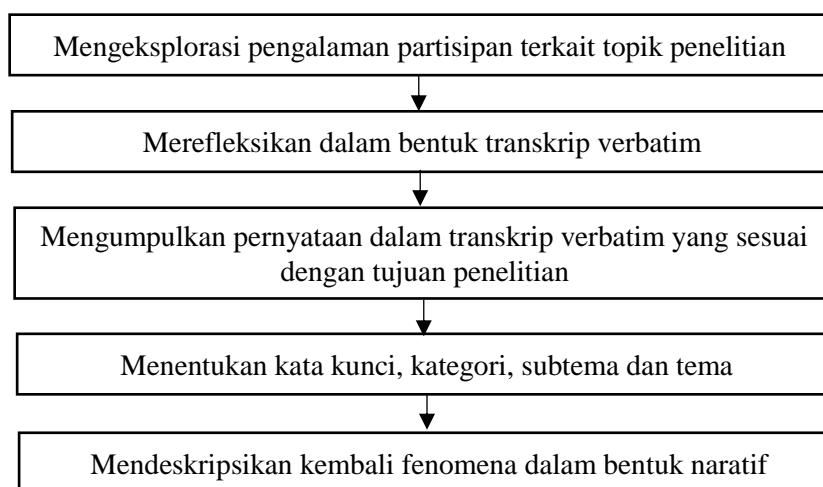 Mengeksplorasi pengalaman partisipan terkait topik penelitian
Merefleksikan dalam bentuk transkrip verbatim
Mengumpulkan pernyataan dalam transkrip verbatim yang sesuai
dengan tujuan penelitian
Menentukan kata kunci, kategori, subtema dan tema
Mendeskripsikan kembali fenomena dalam bentuk naratif